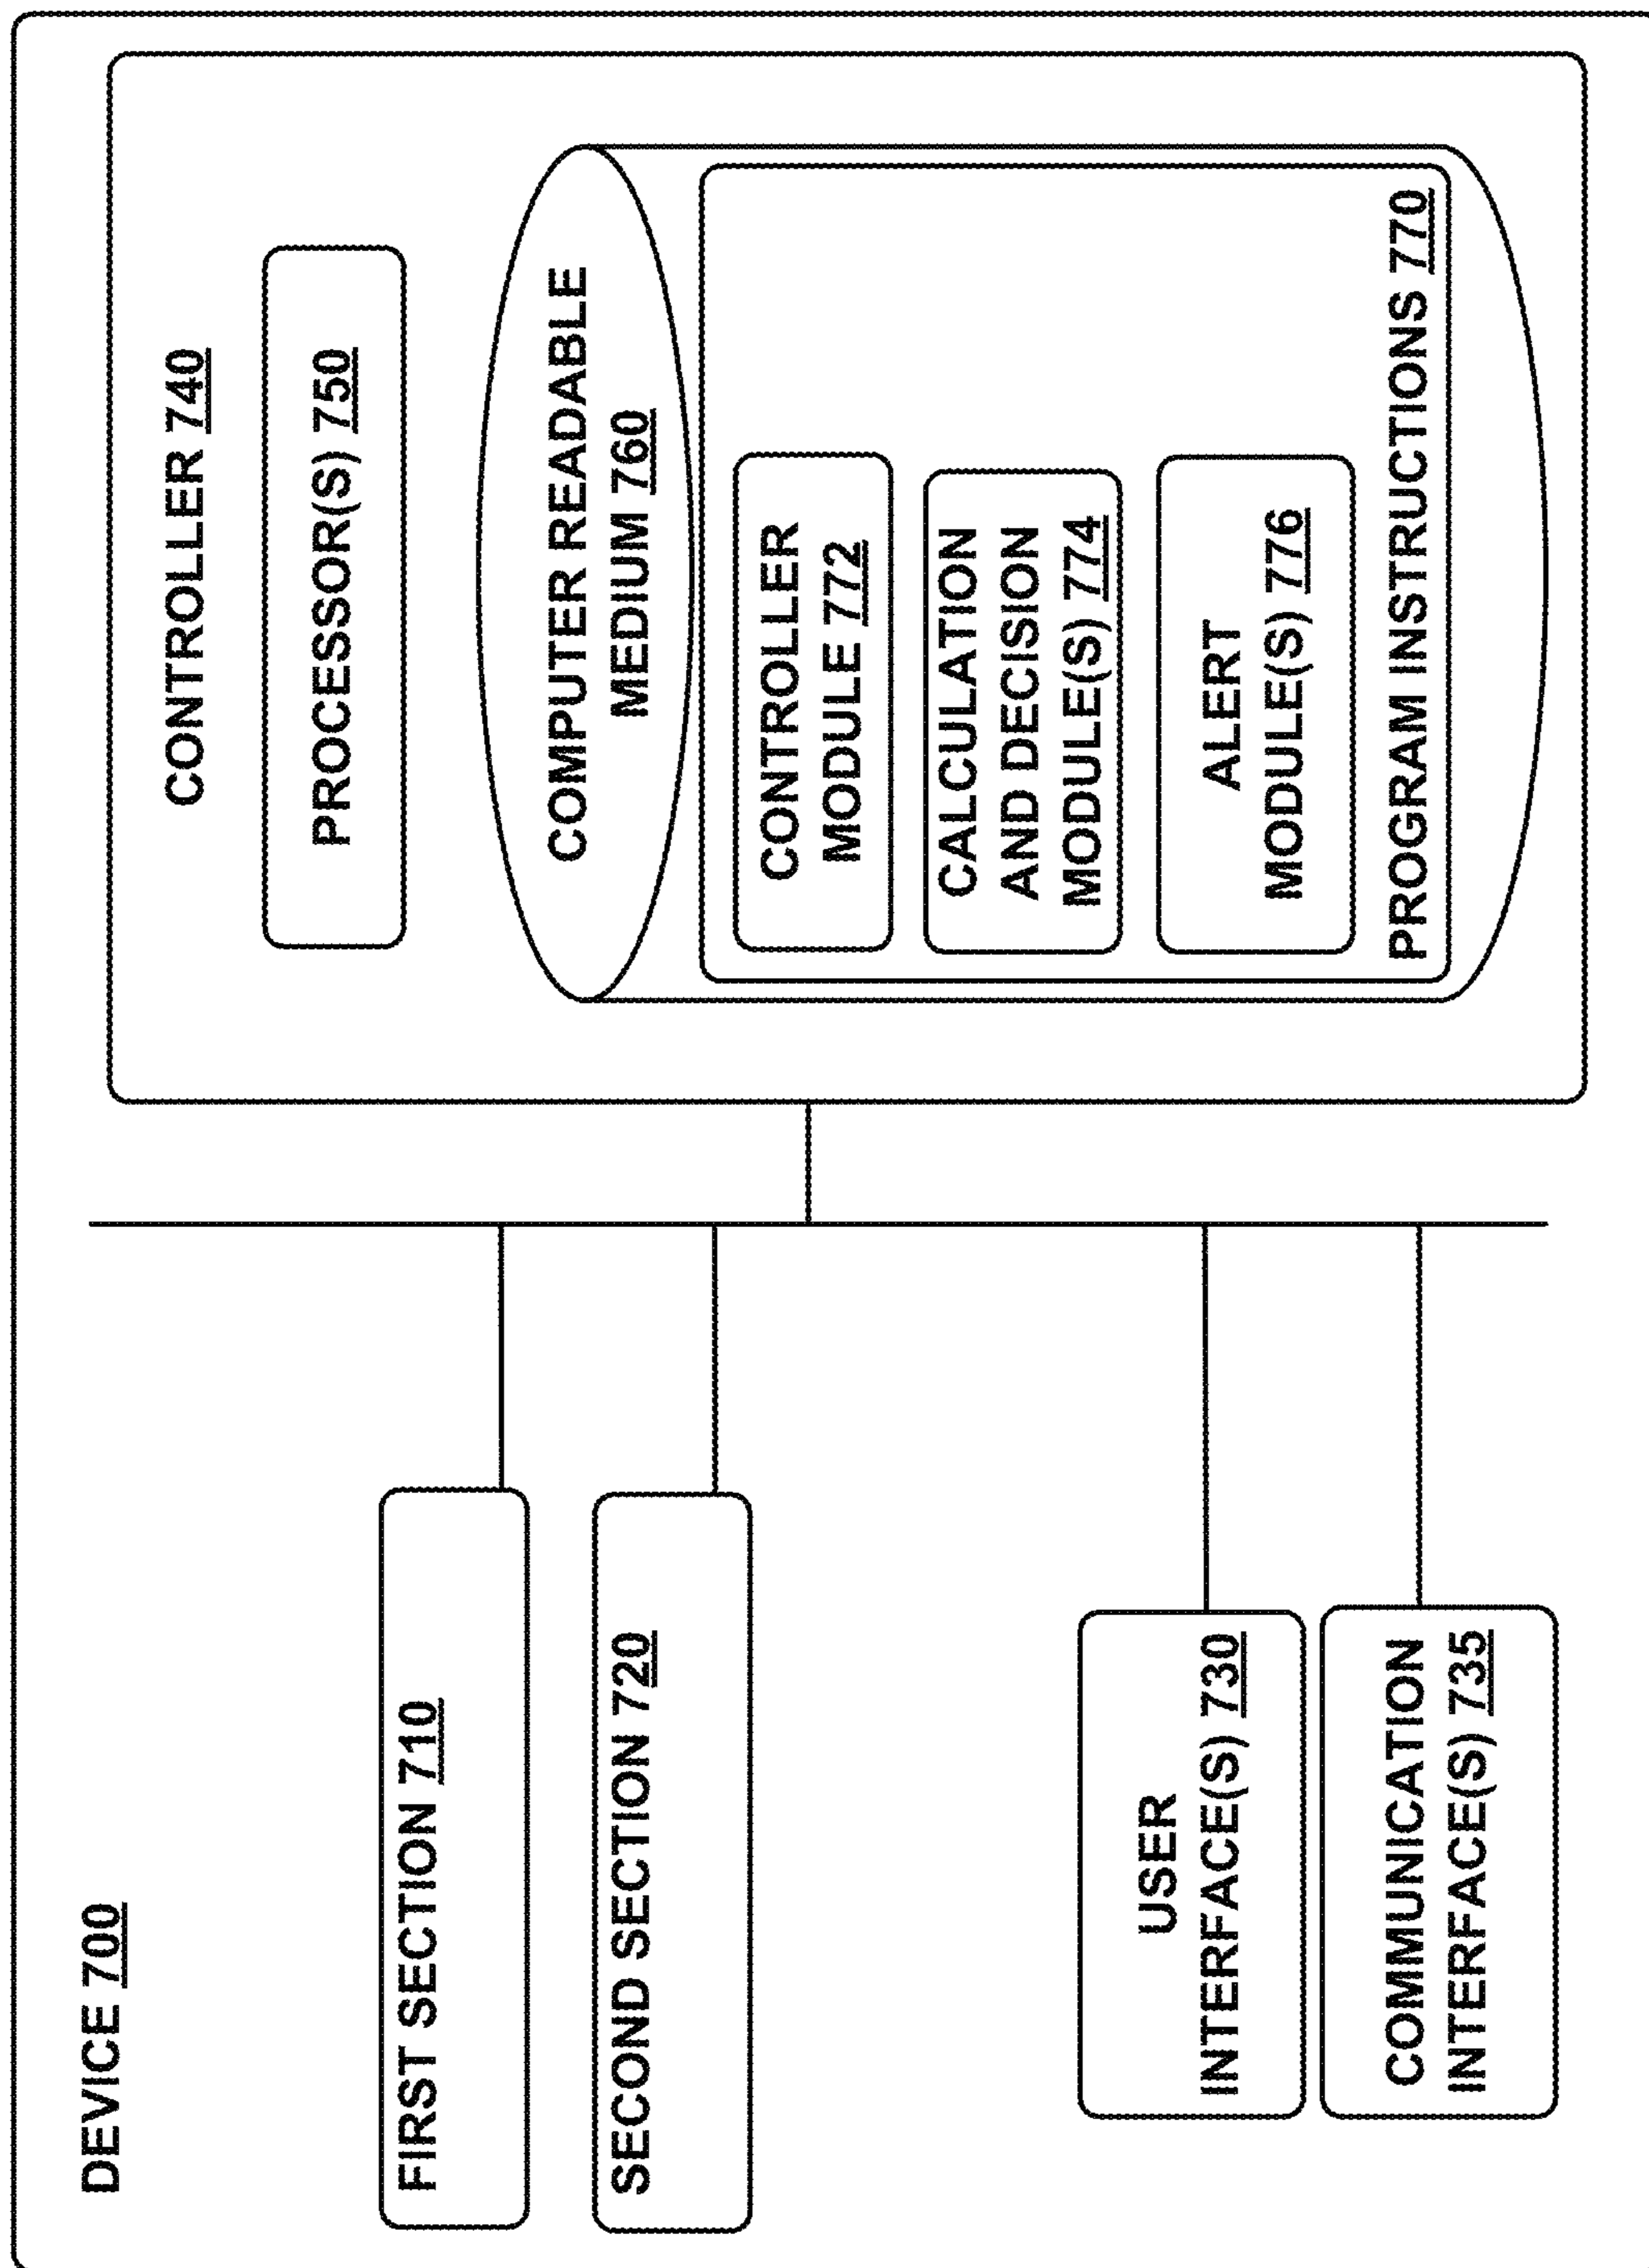 DEVICE 700
FIRST SECTION 710
SECOND SECTION 720
USER
INTERFACE(S) 730
COMMUNICATION
INTERFACE(S) 735
CONTROLLER 740
PROCESSOR(S) 750
COMPUTER READABLE
MEDIUM 760
CONTROLLER
MODULE 772
CALCULATION
AND DECISION
MODULE(S) 774
ALERT
MODULE(S) 776
PROGRAM INSTRUCTIONS 770